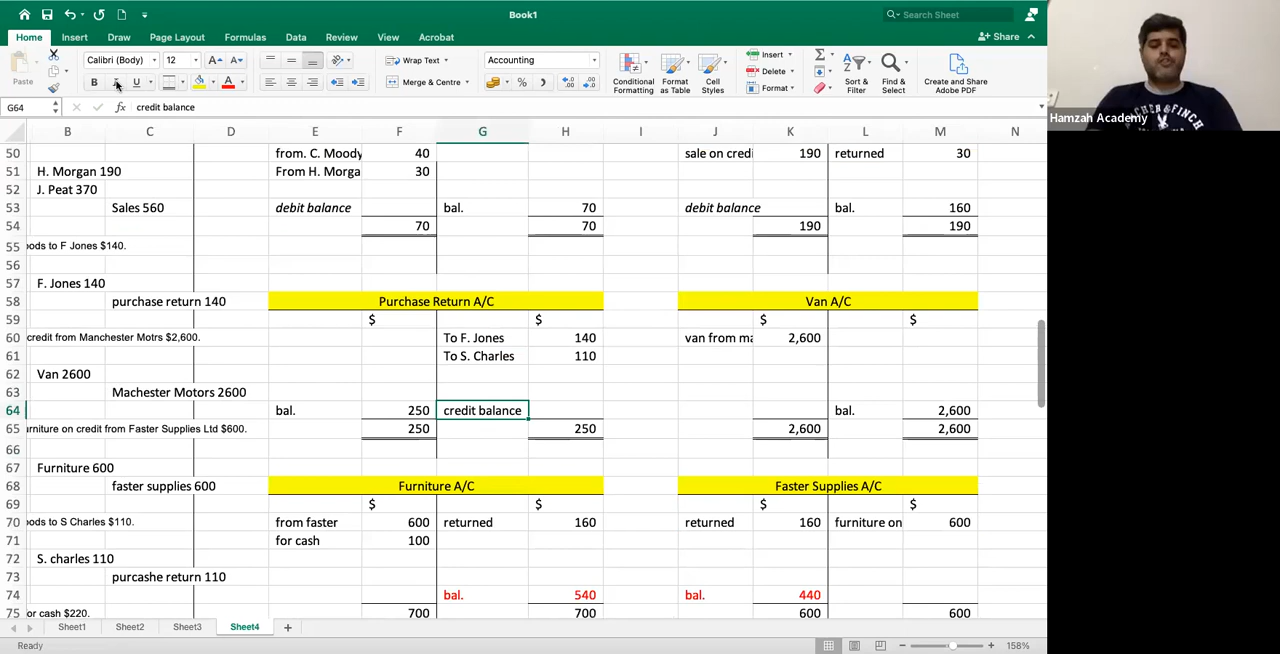 Book1
Search Sheet
Home Insert Draw Page Layout Formulas Data Review View Acrobat
Share
Paste
Calibri (Body) 12
B I U
Wrap Text
Merge & Centre
Accounting
Conditional Formatting
Format as Table
Cell Styles
Insert
Delete
Format
Sort & Filter
Find & Select
Create and Share Adobe PDF
G64 fx credit balance
Hamzah Academy
B C D E F G H I J K L M N
50 from. C. Moody 40 sale on credi 190 returned 30
51 H. Morgan 190 From H. Morga 30
52 J. Peat 370
53 Sales 560 debit balance bal. 70 debit balance bal. 160
54 70 70 190 190
55 ods to F Jones $140.
56
57 F. Jones 140
58 purchase return 140 Purchase Return A/C Van A/C
59 $ $ $ $
60 credit from Manchester Motrs $2,600. To F. Jones 140 van from ma 2,600
61 To S. Charles 110
62 Van 2600
63 Machester Motors 2600
64 bal. 250 credit balance bal. 2,600
65 urniture on credit from Faster Supplies Ltd $600. 250 250 2,600 2,600
66
67 Furniture 600
68 faster supplies 600 Furniture A/C Faster Supplies A/C
69 $ $ $ $
70 ods to S Charles $110. from faster 600 returned 160 returned 160 furniture on 600
71 for cash 100
72 S. charles 110
73 purcashe return 110
74 bal. 540 bal. 440
75 or cash $220. 700 700 600 600
Sheet1 Sheet2 Sheet3 Sheet4 +
Ready 158%